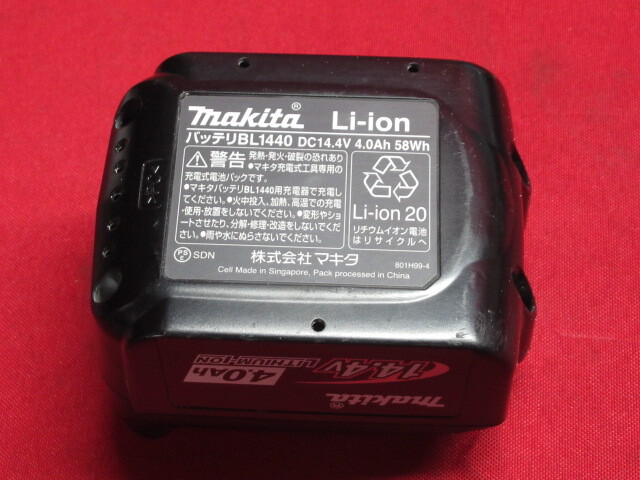 makita® Li-ion
バッテリBL1440 DC14.4V 4.0Ah 58Wh
⚠警告 発熱・発火・破裂の恐れあり
●マキタ充電式工具専用の
充電式電池パックです。
●マキタバッテリBL1440用充電器で充電し
てください。●火中投入、加熱、高温での充電
・使用・放置をしないでください。●変形やショ
ートさせたり、分解・修理・改造をしないでくだ
さい。●雨や水にぬらさないでください。
Li-ion 20
リチウムイオン電池
はリサイクルへ
PS
E SDN
株式会社マキタ
801H99-4
Cell Made in Singapore, Pack processed in China
makita®
14.4V
LITHIUM-ION
4.0Ah